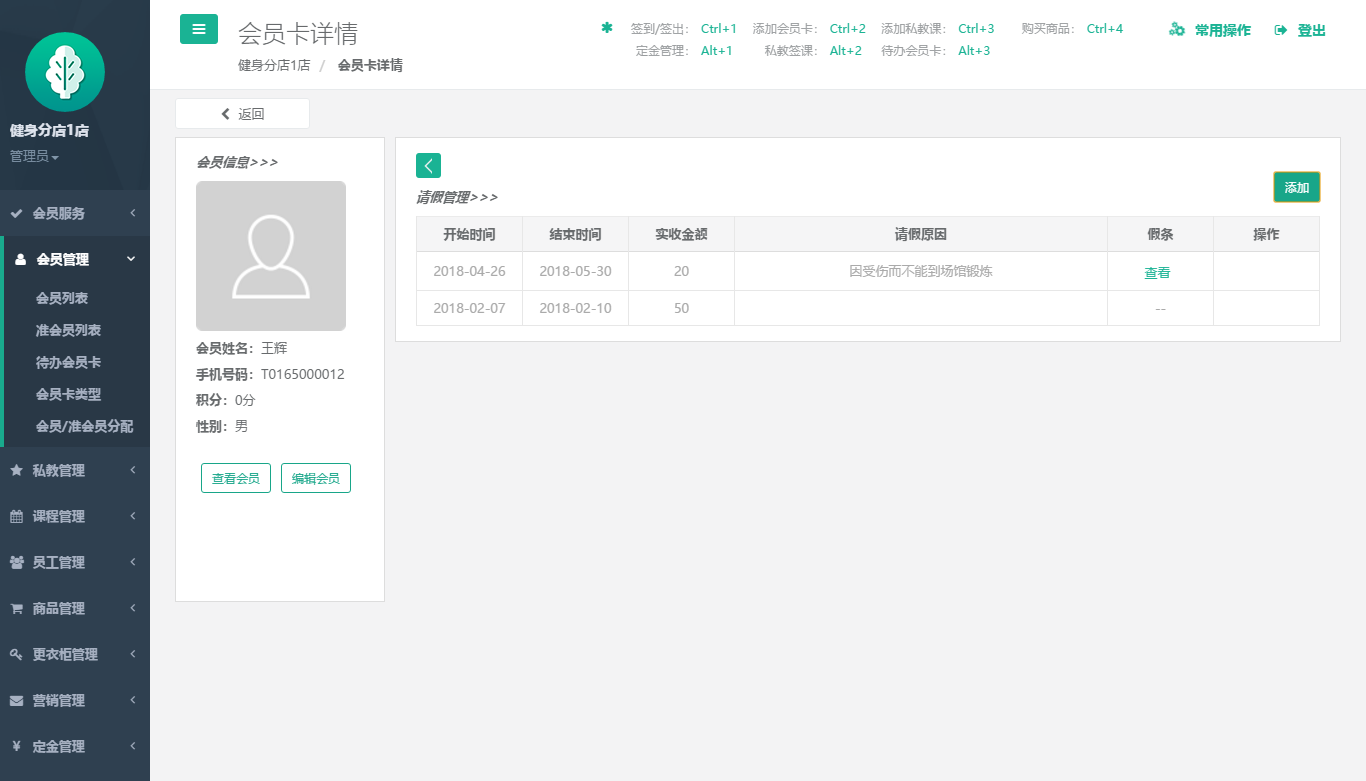 健身分店1店
管理员
会员服务
会员管理
会员列表
准会员列表
待办会员卡
会员卡类型
会员/准会员分配
私教管理
课程管理
员工管理
商品管理
更衣柜管理
营销管理
¥ 定金管理
会员卡详情
健身分店1店 / 会员卡详情
签到/签出: Ctrl+1 添加会员卡: Ctrl+2 添加私教课: Ctrl+3 购买商品: Ctrl+4
定金管理: Alt+1 私教签课: Alt+2 待办会员卡: Alt+3
常用操作 登出
返回
会员信息>>>
会员姓名: 王辉
手机号码: T0165000012
积分: 0分
性别: 男
查看会员 编辑会员
请假管理>>>
添加
开始时间 结束时间 实收金额 请假原因 假条 操作
2018-04-26 2018-05-30 20 因受伤而不能到场馆锻炼 查看
2018-02-07 2018-02-10 50 --